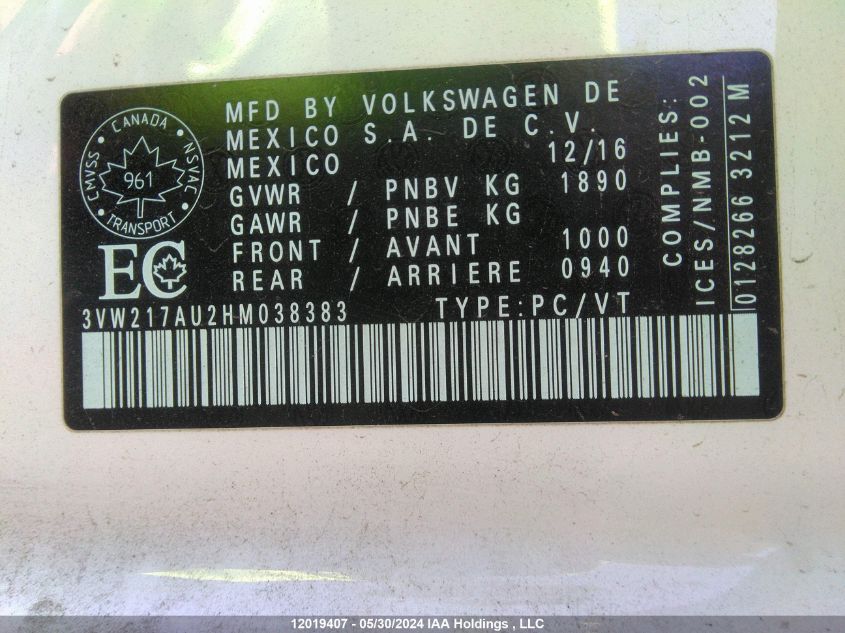 CANADA
CMVSS
NSVAC
961
TRANSPORT
EC
MFD BY VOLKSWAGEN DE
MEXICO S.A. DE C.V.
MEXICO 12/16
GVWR / PNBV KG 1890
GAWR / PNBE KG
FRONT / AVANT 1000
REAR / ARRIERE 0940
3VW217AU2HM038383 TYPE:PC/VT
COMPLIES:
ICES/NMB-002
0128266 3212 M
12019407 - 05/30/2024 IAA Holdings , LLC